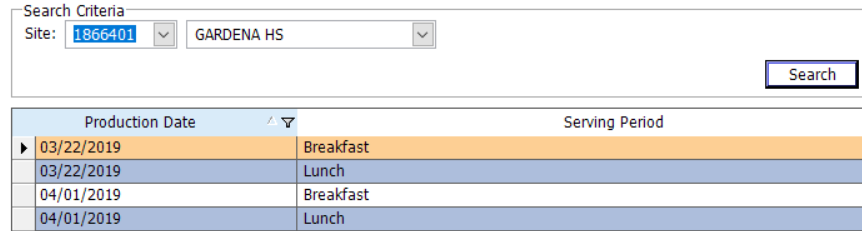 Search Criteria
Site: 1866401 GARDENA HS
Search
Production Date Serving Period
03/22/2019 Breakfast
03/22/2019 Lunch
04/01/2019 Breakfast
04/01/2019 Lunch